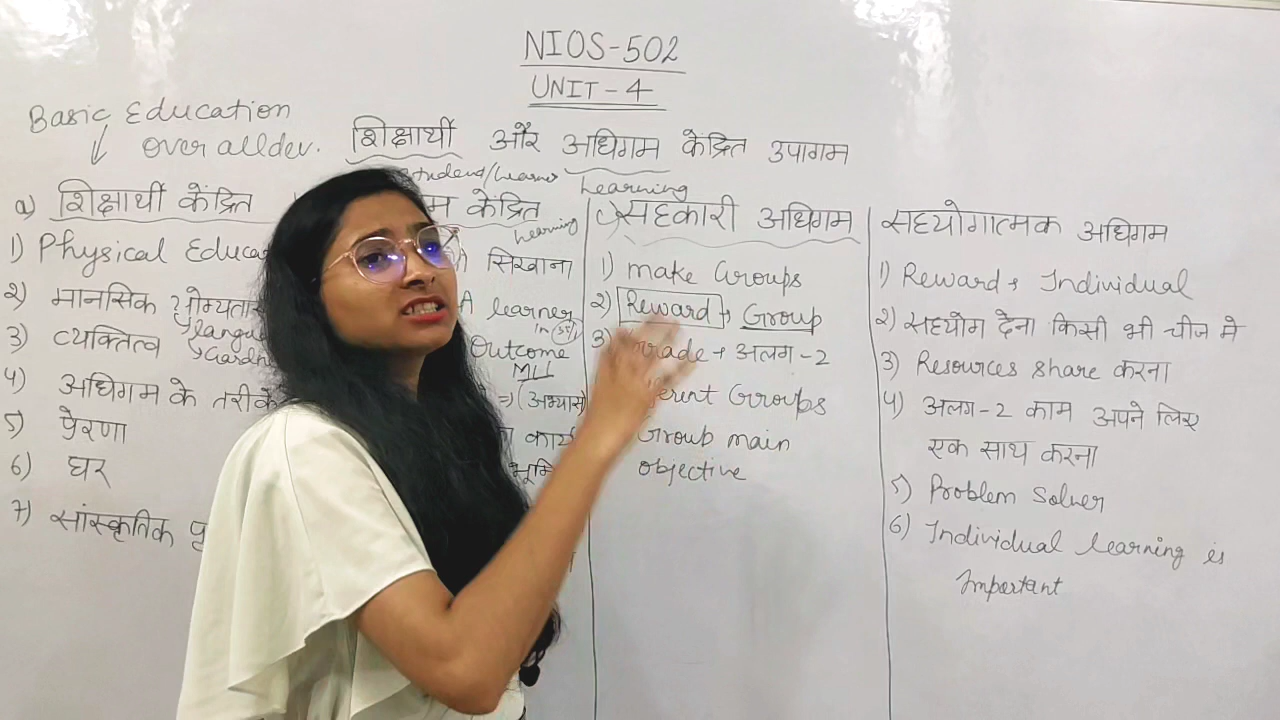 NIOS-502
UNIT-4
Basic Education
over all dev.
शिक्षार्थी और अधिगम केंद्रित उपागम
Student/Learner Learning
a) शिक्षार्थी केंद्रित
1) Physical
2) मानसिक योग्यता
3) व्यक्तित्व
4) अधिगम के तरीके
5) प्रेरणा
6) घर
7) सांस्कृतिक
केंद्रित
Learning
सिखाना
A learner
Outcome
MLL
=> (अभ्यास)
c) सहकारी अधिगम
1) make Groups
2) Reward → Group
3) अलग-2
Groups
Group main
objective
सहयोगात्मक अधिगम
1) Reward → Individual
2) सहयोग देना किसी भी चीज मे
3) Resources share करना
4) अलग-2 काम अपने लिए
एक साथ करना
5) Problem Solver
6) Individual learning is
Important